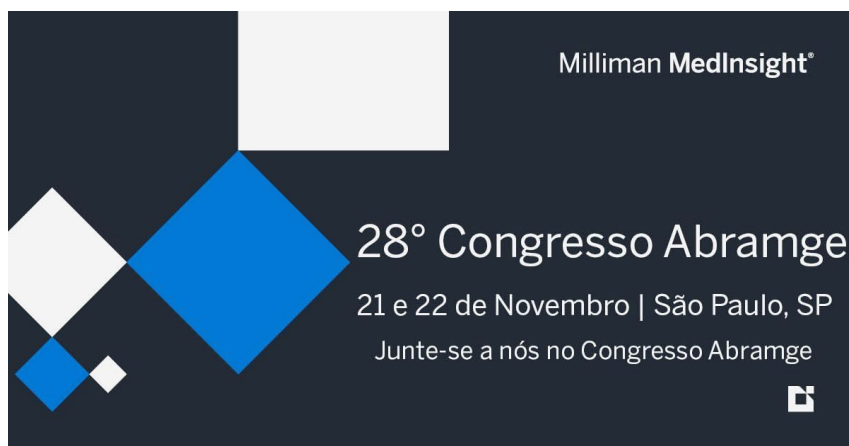 Milliman MedInsight®
28° Congresso Abramge
21 e 22 de Novembro | São Paulo, SP
Junte-se a nós no Congresso Abramge